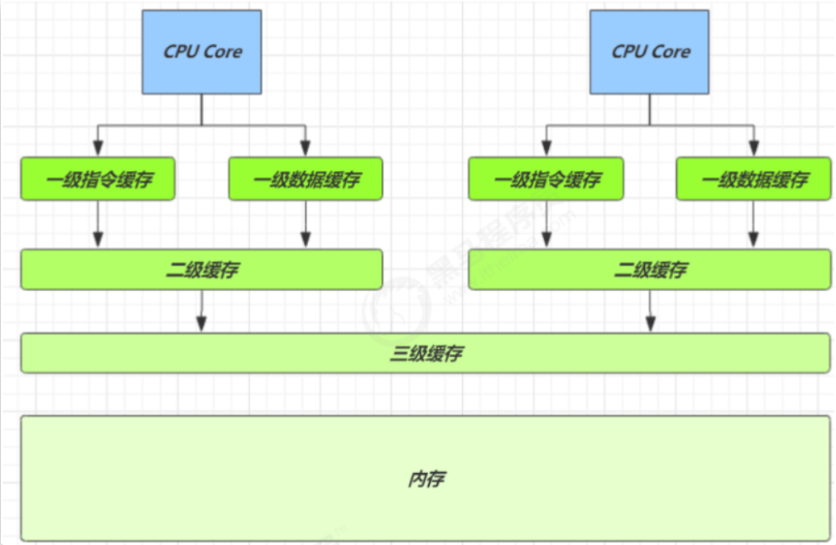 CPU Core
CPU Core
一级指令缓存
一级数据缓存
一级指令缓存
一级数据缓存
二级缓存
二级缓存
三级缓存
内存